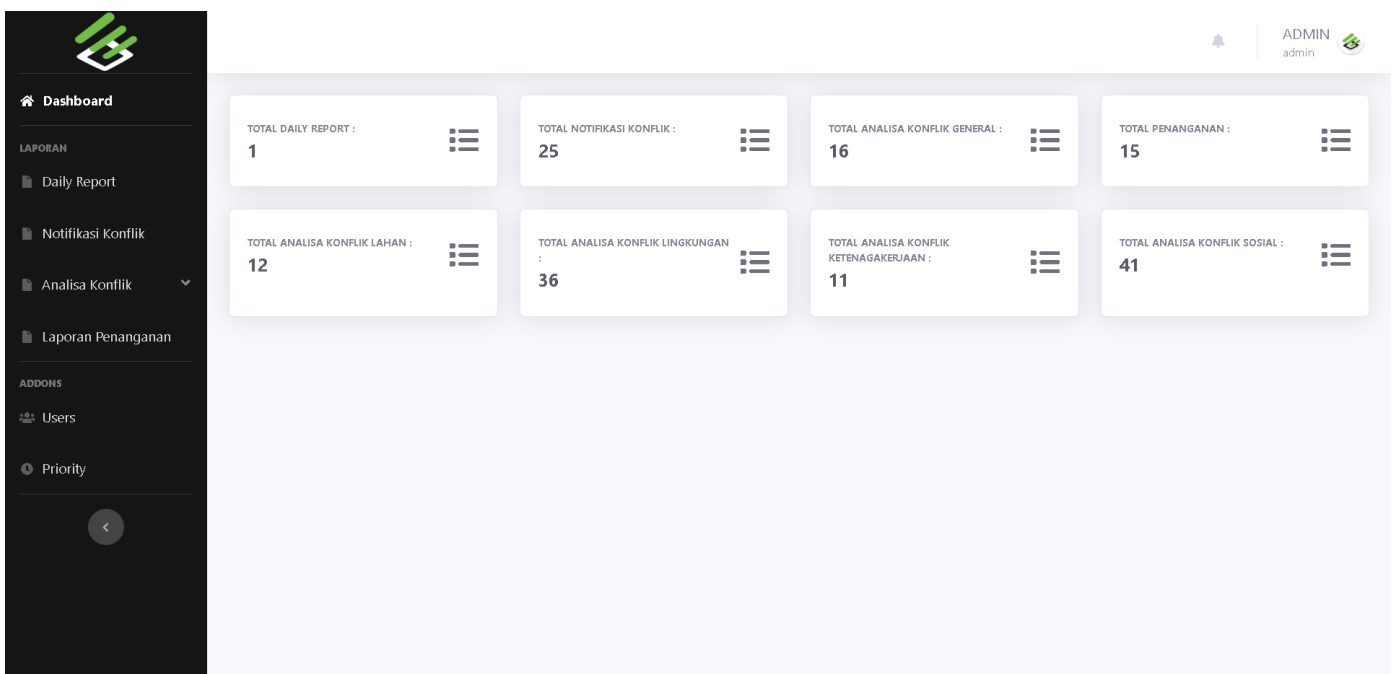 ADMIN
admin
Dashboard
LAPORAN
Daily Report
Notifikasi Konflik
Analisa Konflik
Laporan Penanganan
ADDONS
Users
Priority
TOTAL DAILY REPORT :
1
TOTAL NOTIFIKASI KONFLIK :
25
TOTAL ANALISA KONFLIK GENERAL :
16
TOTAL PENANGANAN :
15
TOTAL ANALISA KONFLIK LAHAN :
12
TOTAL ANALISA KONFLIK LINGKUNGAN
:
36
TOTAL ANALISA KONFLIK
KETENAGAKERJAAN :
11
TOTAL ANALISA KONFLIK SOSIAL :
41